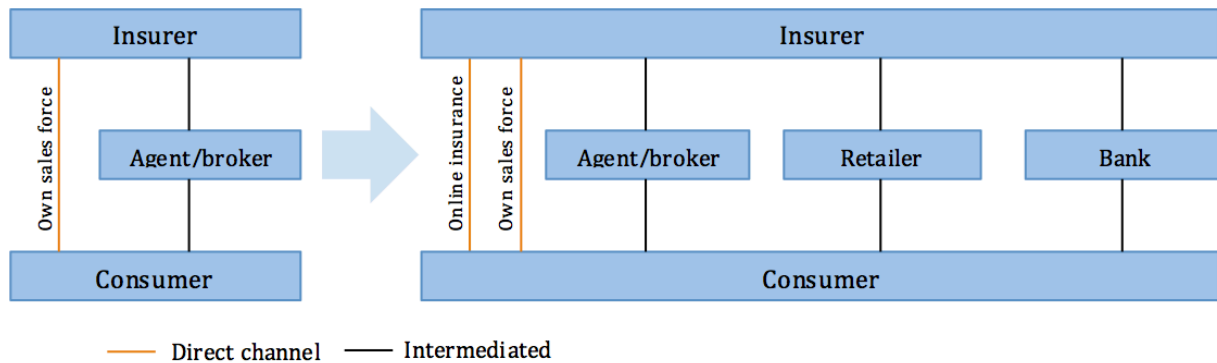 Insurer
Own sales force
Agent/broker
Consumer
Insurer
Online insurance
Own sales force
Agent/broker
Retailer
Bank
Consumer
Direct channel
Intermediated